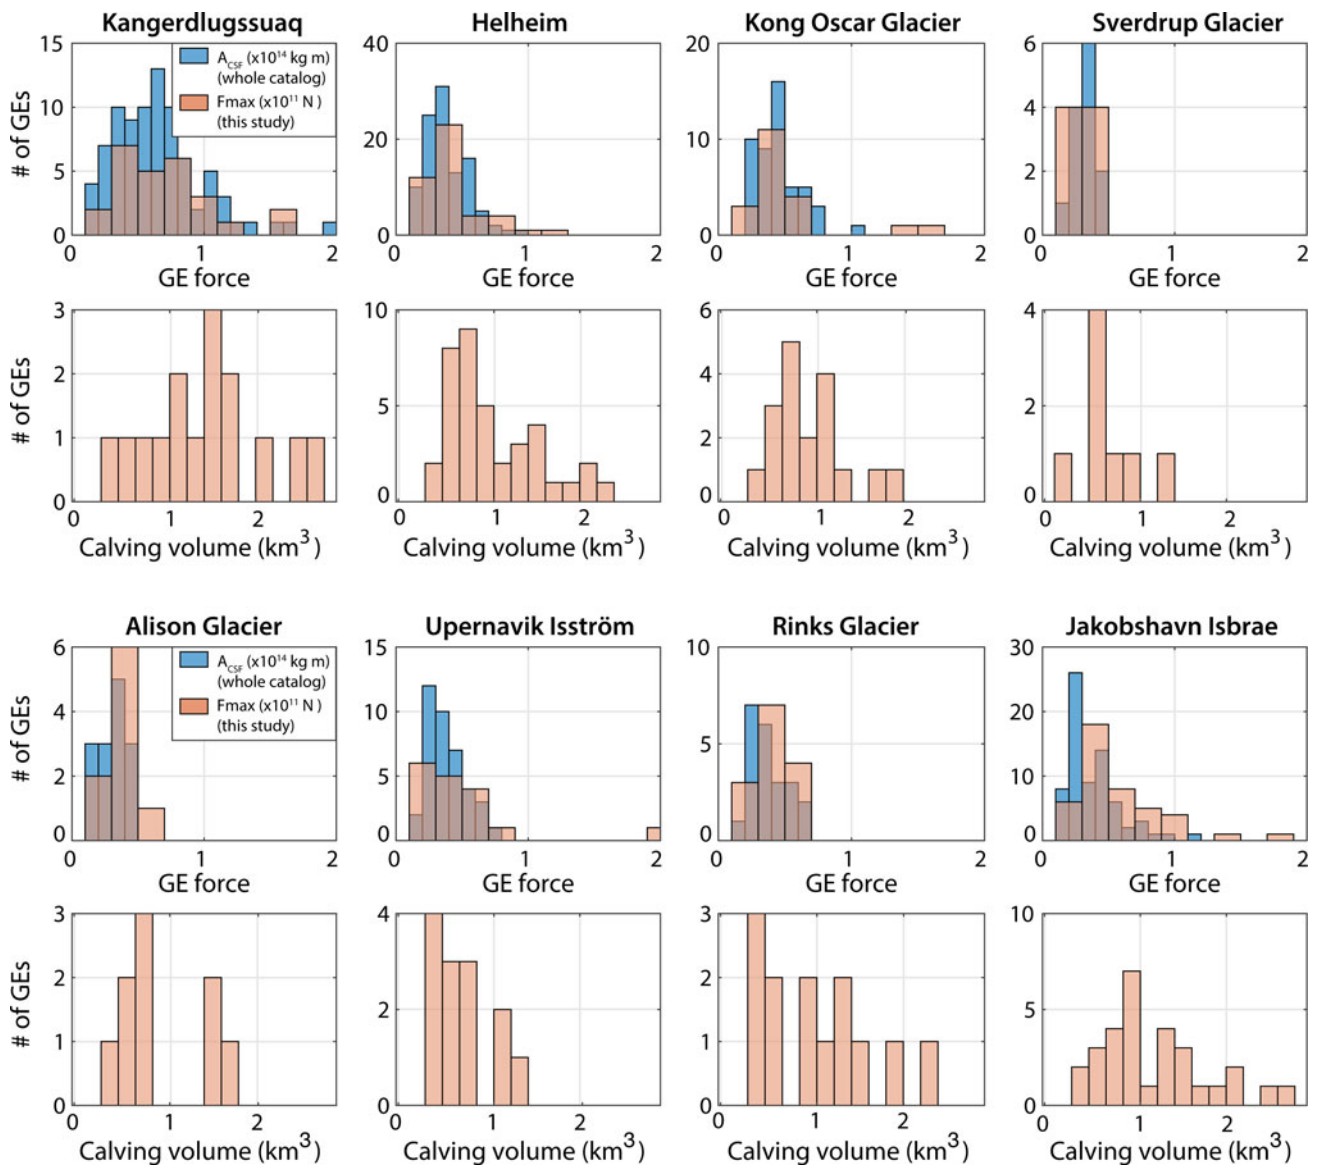 Kangerdlugssuaq Helheim Kong Oscar Glacier Sverdrup Glacier
15 40 20 6
A_CSF (x10^14 kg m)
(whole catalog)
Fmax (x10^11 N )
(this study)
10 4
20 10
5 2
0 0 0 0
# of GEs
0 1 2 0 1 2 0 1 2 0 1 2
GE force GE force GE force GE force
3 10 6 4
2 4
5 2
1 2
0 0 0 0
# of GEs
0 1 2 0 1 2 0 1 2 0 1 2
Calving volume (km^3 ) Calving volume (km^3 ) Calving volume (km^3 ) Calving volume (km^3 )
Alison Glacier Upernavik Isström Rinks Glacier Jakobshavn Isbrae
6 15 10 30
A_CSF (x10^14 kg m)
(whole catalog)
Fmax (x10^11 N )
(this study)
4 10 20
5
2 5 10
0 0 0 0
# of GEs
0 1 2 0 1 2 0 1 2 0 1 2
GE force GE force GE force GE force
3 4 3 10
2 2
2 5
1 1
0 0 0 0
# of GEs
0 1 2 0 1 2 0 1 2 0 1 2
Calving volume (km^3 ) Calving volume (km^3 ) Calving volume (km^3 ) Calving volume (km^3 )